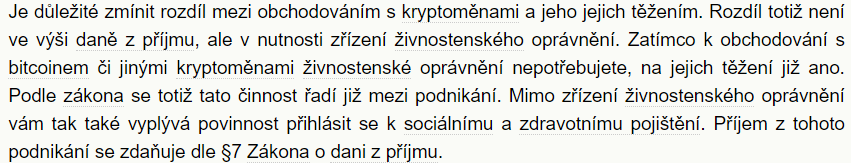 Je důležité zmínit rozdíl mezi obchodováním s kryptoměnami a jeho jejich těžením. Rozdíl totiž není
ve výši daně z příjmu, ale v nutnosti zřízení živnostenského oprávnění. Zatímco k obchodování s
bitcoinem či jinými kryptoměnami živnostenské oprávnění nepotřebujete, na jejich těžení již ano.
Podle zákona se totiž tato činnost řadí již mezi podnikání. Mimo zřízení živnostenského oprávnění
vám tak také vyplývá povinnost přihlásit se k sociálnímu a zdravotnímu pojištění. Příjem z tohoto
podnikání se zdaňuje dle §7 Zákona o dani z příjmu.